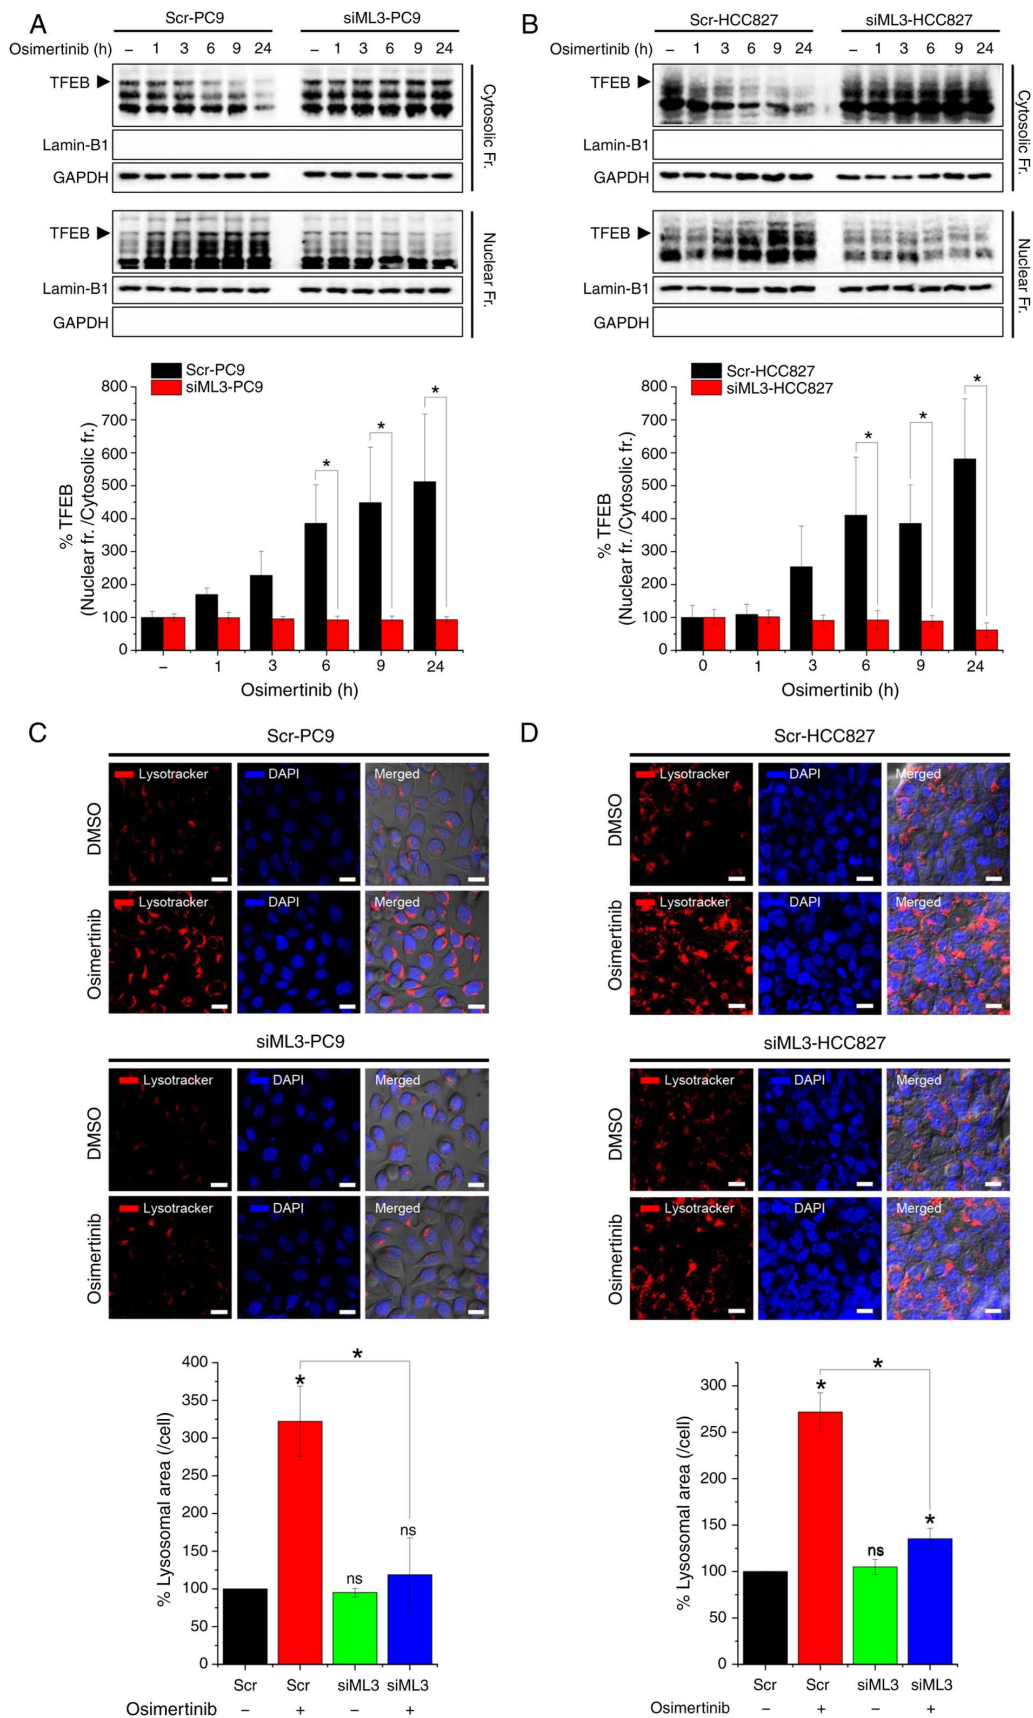 A
Scr-PC9 siML3-PC9
Osimertinib (h) – 1 3 6 9 24 – 1 3 6 9 24
TFEB
Lamin-B1
GAPDH
Cytosolic Fr.
TFEB
Lamin-B1
GAPDH
Nuclear Fr.
Scr-PC9
siML3-PC9
% TFEB
(Nuclear fr. /Cytosolic fr.)
800
700
600
500
400
300
200
100
0
* * *
– 1 3 6 9 24
Osimertinib (h)
B
Scr-HCC827 siML3-HCC827
Osimertinib (h) – 1 3 6 9 24 – 1 3 6 9 24
TFEB
Lamin-B1
GAPDH
Cytosolic Fr.
TFEB
Lamin-B1
GAPDH
Nuclear Fr.
Scr-HCC827
siML3-HCC827
% TFEB
(Nuclear fr. /Cytosolic fr.)
800
700
600
500
400
300
200
100
0
* * *
0 1 3 6 9 24
Osimertinib (h)
C
Scr-PC9
DMSO
Lysotracker DAPI Merged
Osimertinib
Lysotracker DAPI Merged
siML3-PC9
DMSO
Lysotracker DAPI Merged
Osimertinib
Lysotracker DAPI Merged
% Lysosomal area (/cell)
400
350
300
250
200
150
100
50
0
*
*
ns
ns
Scr Scr siML3 siML3
Osimertinib – + – +
D
Scr-HCC827
DMSO
Lysotracker DAPI Merged
Osimertinib
Lysotracker DAPI Merged
siML3-HCC827
DMSO
Lysotracker DAPI Merged
Osimertinib
Lysotracker DAPI Merged
% Lysosomal area (/cell)
300
250
200
150
100
50
0
*
*
ns
*
Scr Scr siML3 siML3
Osimertinib – + – +